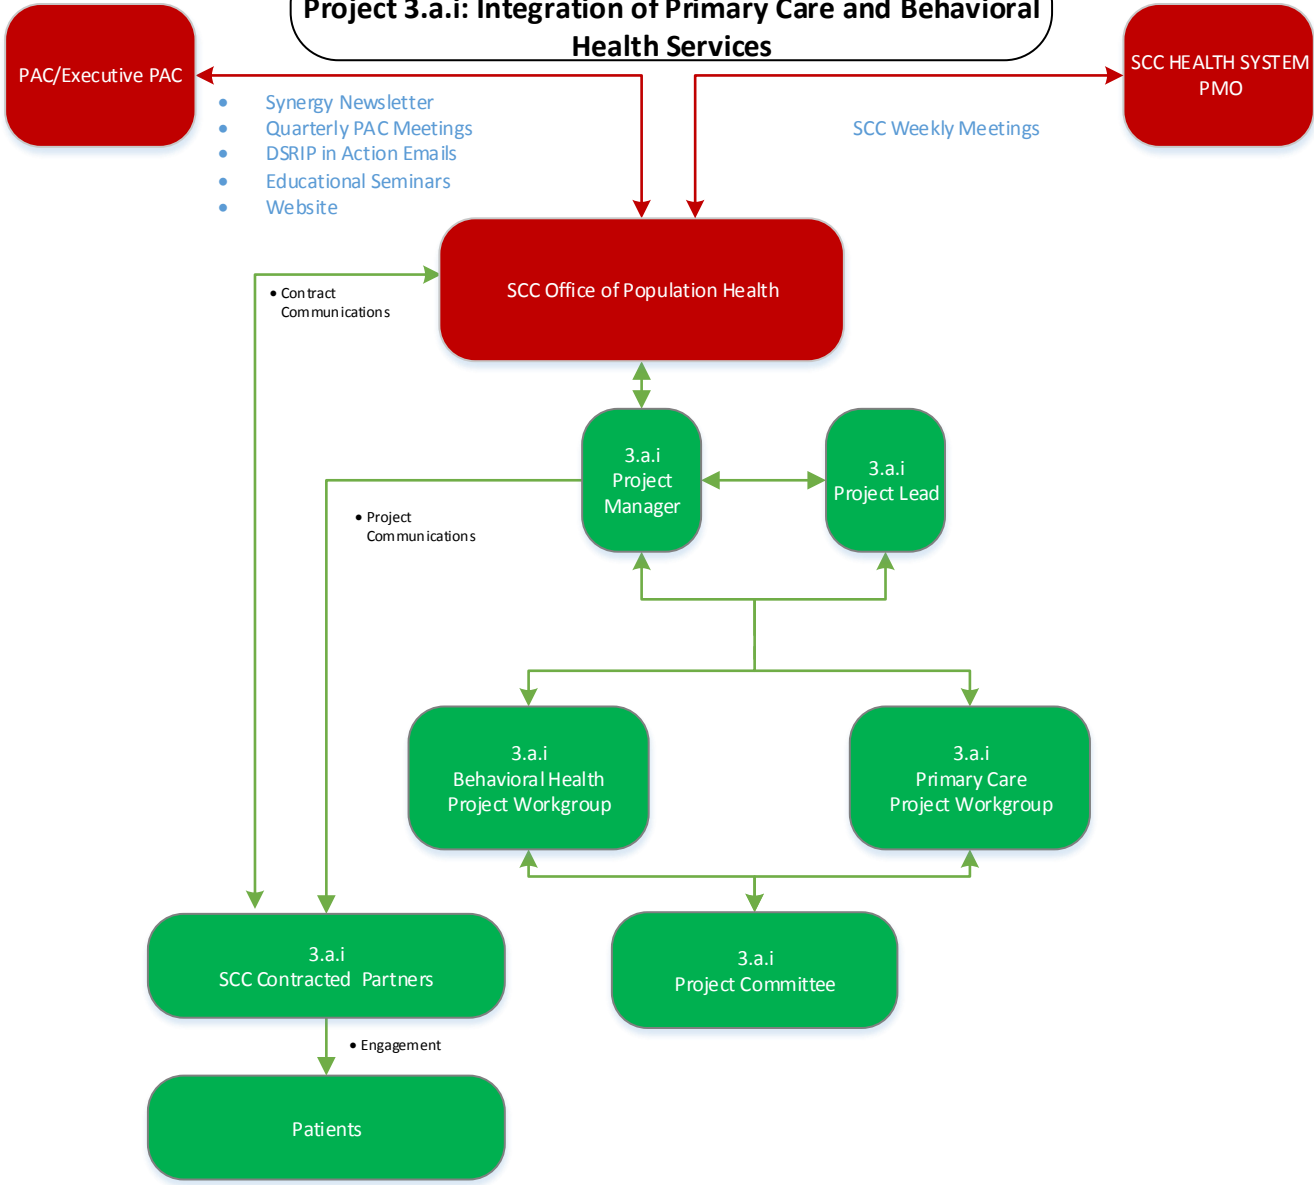 Project 3.a.i: Integration of Primary Care and Behavioral
Health Services
PAC/Executive PAC
SCC HEALTH SYSTEM
PMO
• Synergy Newsletter
• Quarterly PAC Meetings
• DSRIP in Action Emails
• Educational Seminars
• Website
SCC Weekly Meetings
SCC Office of Population Health
• Contract
Communications
3.a.i
Project
Manager
3.a.i
Project Lead
• Project
Communications
3.a.i
Behavioral Health
Project Workgroup
3.a.i
Primary Care
Project Workgroup
3.a.i
SCC Contracted Partners
3.a.i
Project Committee
• Engagement
Patients